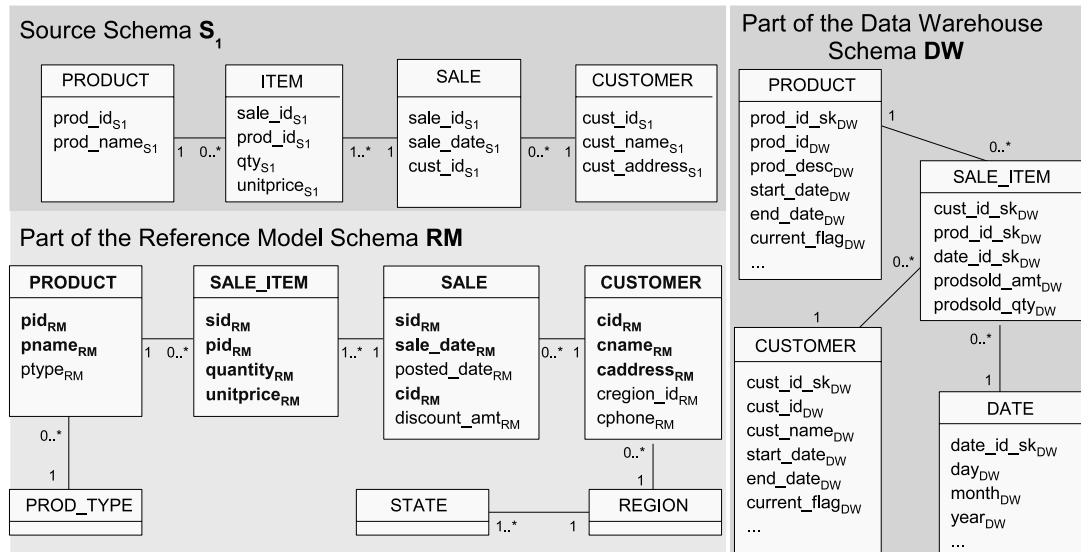 Source Schema S1
PRODUCT
prod_idS1
prod_nameS1
1
0..*
ITEM
sale_idS1
prod_idS1
qtyS1
unitpriceS1
1..*
1
SALE
sale_idS1
sale_dateS1
cust_idS1
0..*
1
CUSTOMER
cust_idS1
cust_nameS1
cust_addressS1
Part of the Reference Model Schema RM
PRODUCT
pidRM
pnameRM
ptypeRM
1
0..*
SALE_ITEM
sidRM
pidRM
quantityRM
unitpriceRM
1..*
1
SALE
sidRM
sale_dateRM
posted_dateRM
cidRM
discount_amtRM
0..*
1
CUSTOMER
cidRM
cnameRM
caddressRM
cregion_idRM
cphoneRM
0..*
1
PROD_TYPE
0..*
1
REGION
STATE
1..*
1
Part of the Data Warehouse
Schema DW
PRODUCT
prod_id_skDW
prod_idDW
prod_descDW
start_dateDW
end_dateDW
current_flagDW
...
1
0..*
SALE_ITEM
cust_id_skDW
prod_id_skDW
date_id_skDW
prodsold_amtDW
prodsold_qtyDW
0..*
1
CUSTOMER
cust_id_skDW
cust_idDW
cust_nameDW
start_dateDW
end_dateDW
current_flagDW
...
0..*
1
DATE
date_id_skDW
dayDW
monthDW
yearDW
...